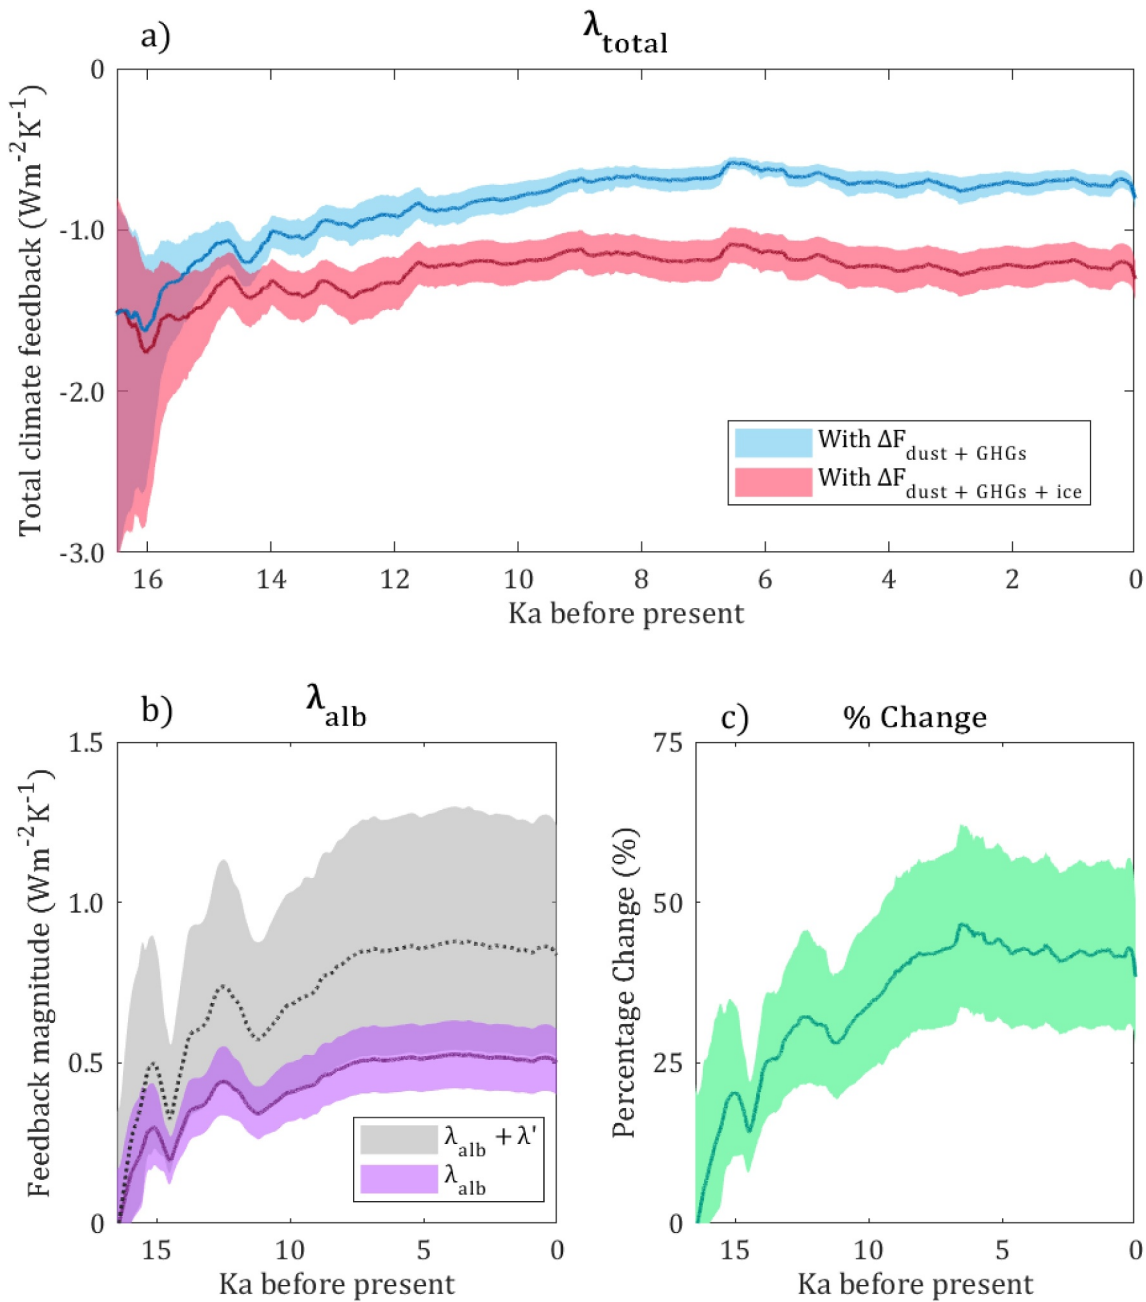 a)
λtotal
Total climate feedback (Wm-2K-1)
0
-1.0
-2.0
-3.0
With ΔFdust + GHGs
With ΔFdust + GHGs + ice
16 14 12 10 8 6 4 2 0
Ka before present
b)
λalb
Feedback magnitude (Wm-2K-1)
1.5
1.0
0.5
0
λalb + λ'
λalb
15 10 5 0
Ka before present
c)
% Change
Percentage Change (%)
75
50
25
0
15 10 5 0
Ka before present